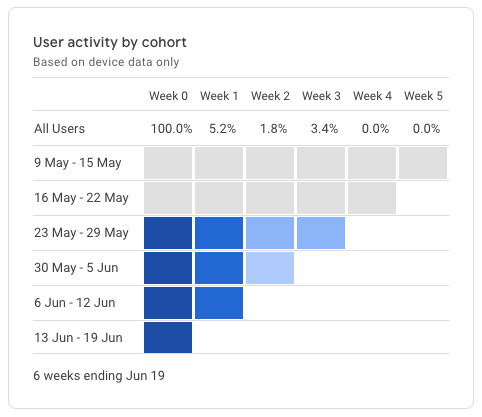 User activity by cohort
Based on device data only
Week 0 Week 1 Week 2 Week 3 Week 4 Week 5
All Users 100.0% 5.2% 1.8% 3.4% 0.0% 0.0%
9 May - 15 May
16 May - 22 May
23 May - 29 May
30 May - 5 Jun
6 Jun - 12 Jun
13 Jun - 19 Jun
6 weeks ending Jun 19